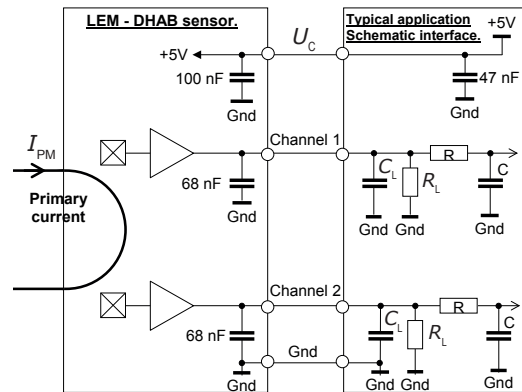 LEM - DHAB sensor.
Typical application
Schematic interface.
+5V
U_C
+5V
100 nF
47 nF
Gnd
Gnd
I_PM
Channel 1
R
Primary
current
68 nF
C_L
R_L
C
Gnd
Gnd
Gnd
Gnd
Channel 2
R
68 nF
C_L
R_L
C
Gnd
Gnd
Gnd
Gnd
Gnd